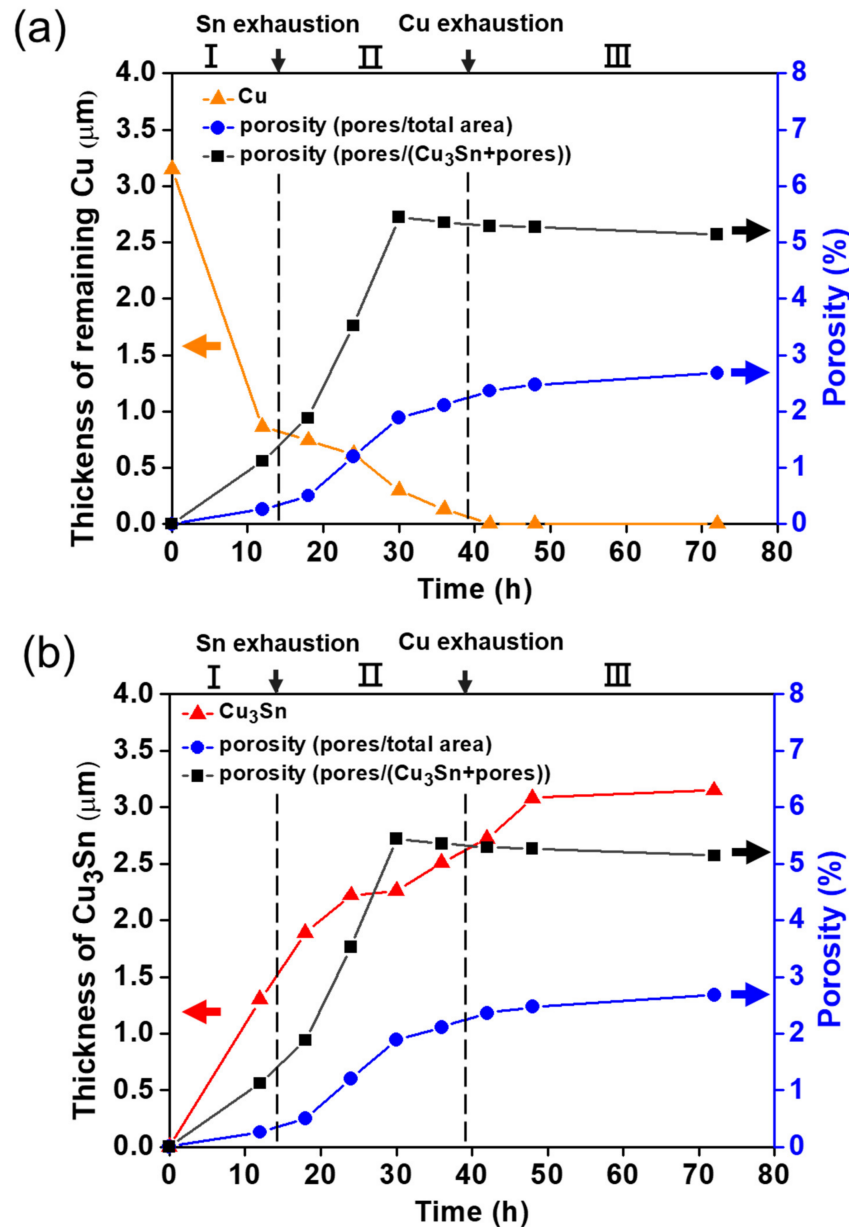 (a)
Sn exhaustion Cu exhaustion
I II III
4.0 8
Cu
porosity (pores/total area)
porosity (pores/(Cu₃Sn+pores))
3.5 7
3.0 6
2.5 5
2.0 4
1.5 3
1.0 2
0.5 1
0.0 0
Thickenss of remaining Cu (μm)
Porosity (%)
0 10 20 30 40 50 60 70 80
Time (h)
(b)
Sn exhaustion Cu exhaustion
I II III
4.0 8
Cu₃Sn
porosity (pores/total area)
porosity (pores/(Cu₃Sn+pores))
3.5 7
3.0 6
2.5 5
2.0 4
1.5 3
1.0 2
0.5 1
0.0 0
Thickness of Cu₃Sn (μm)
Porosity (%)
0 10 20 30 40 50 60 70 80
Time (h)